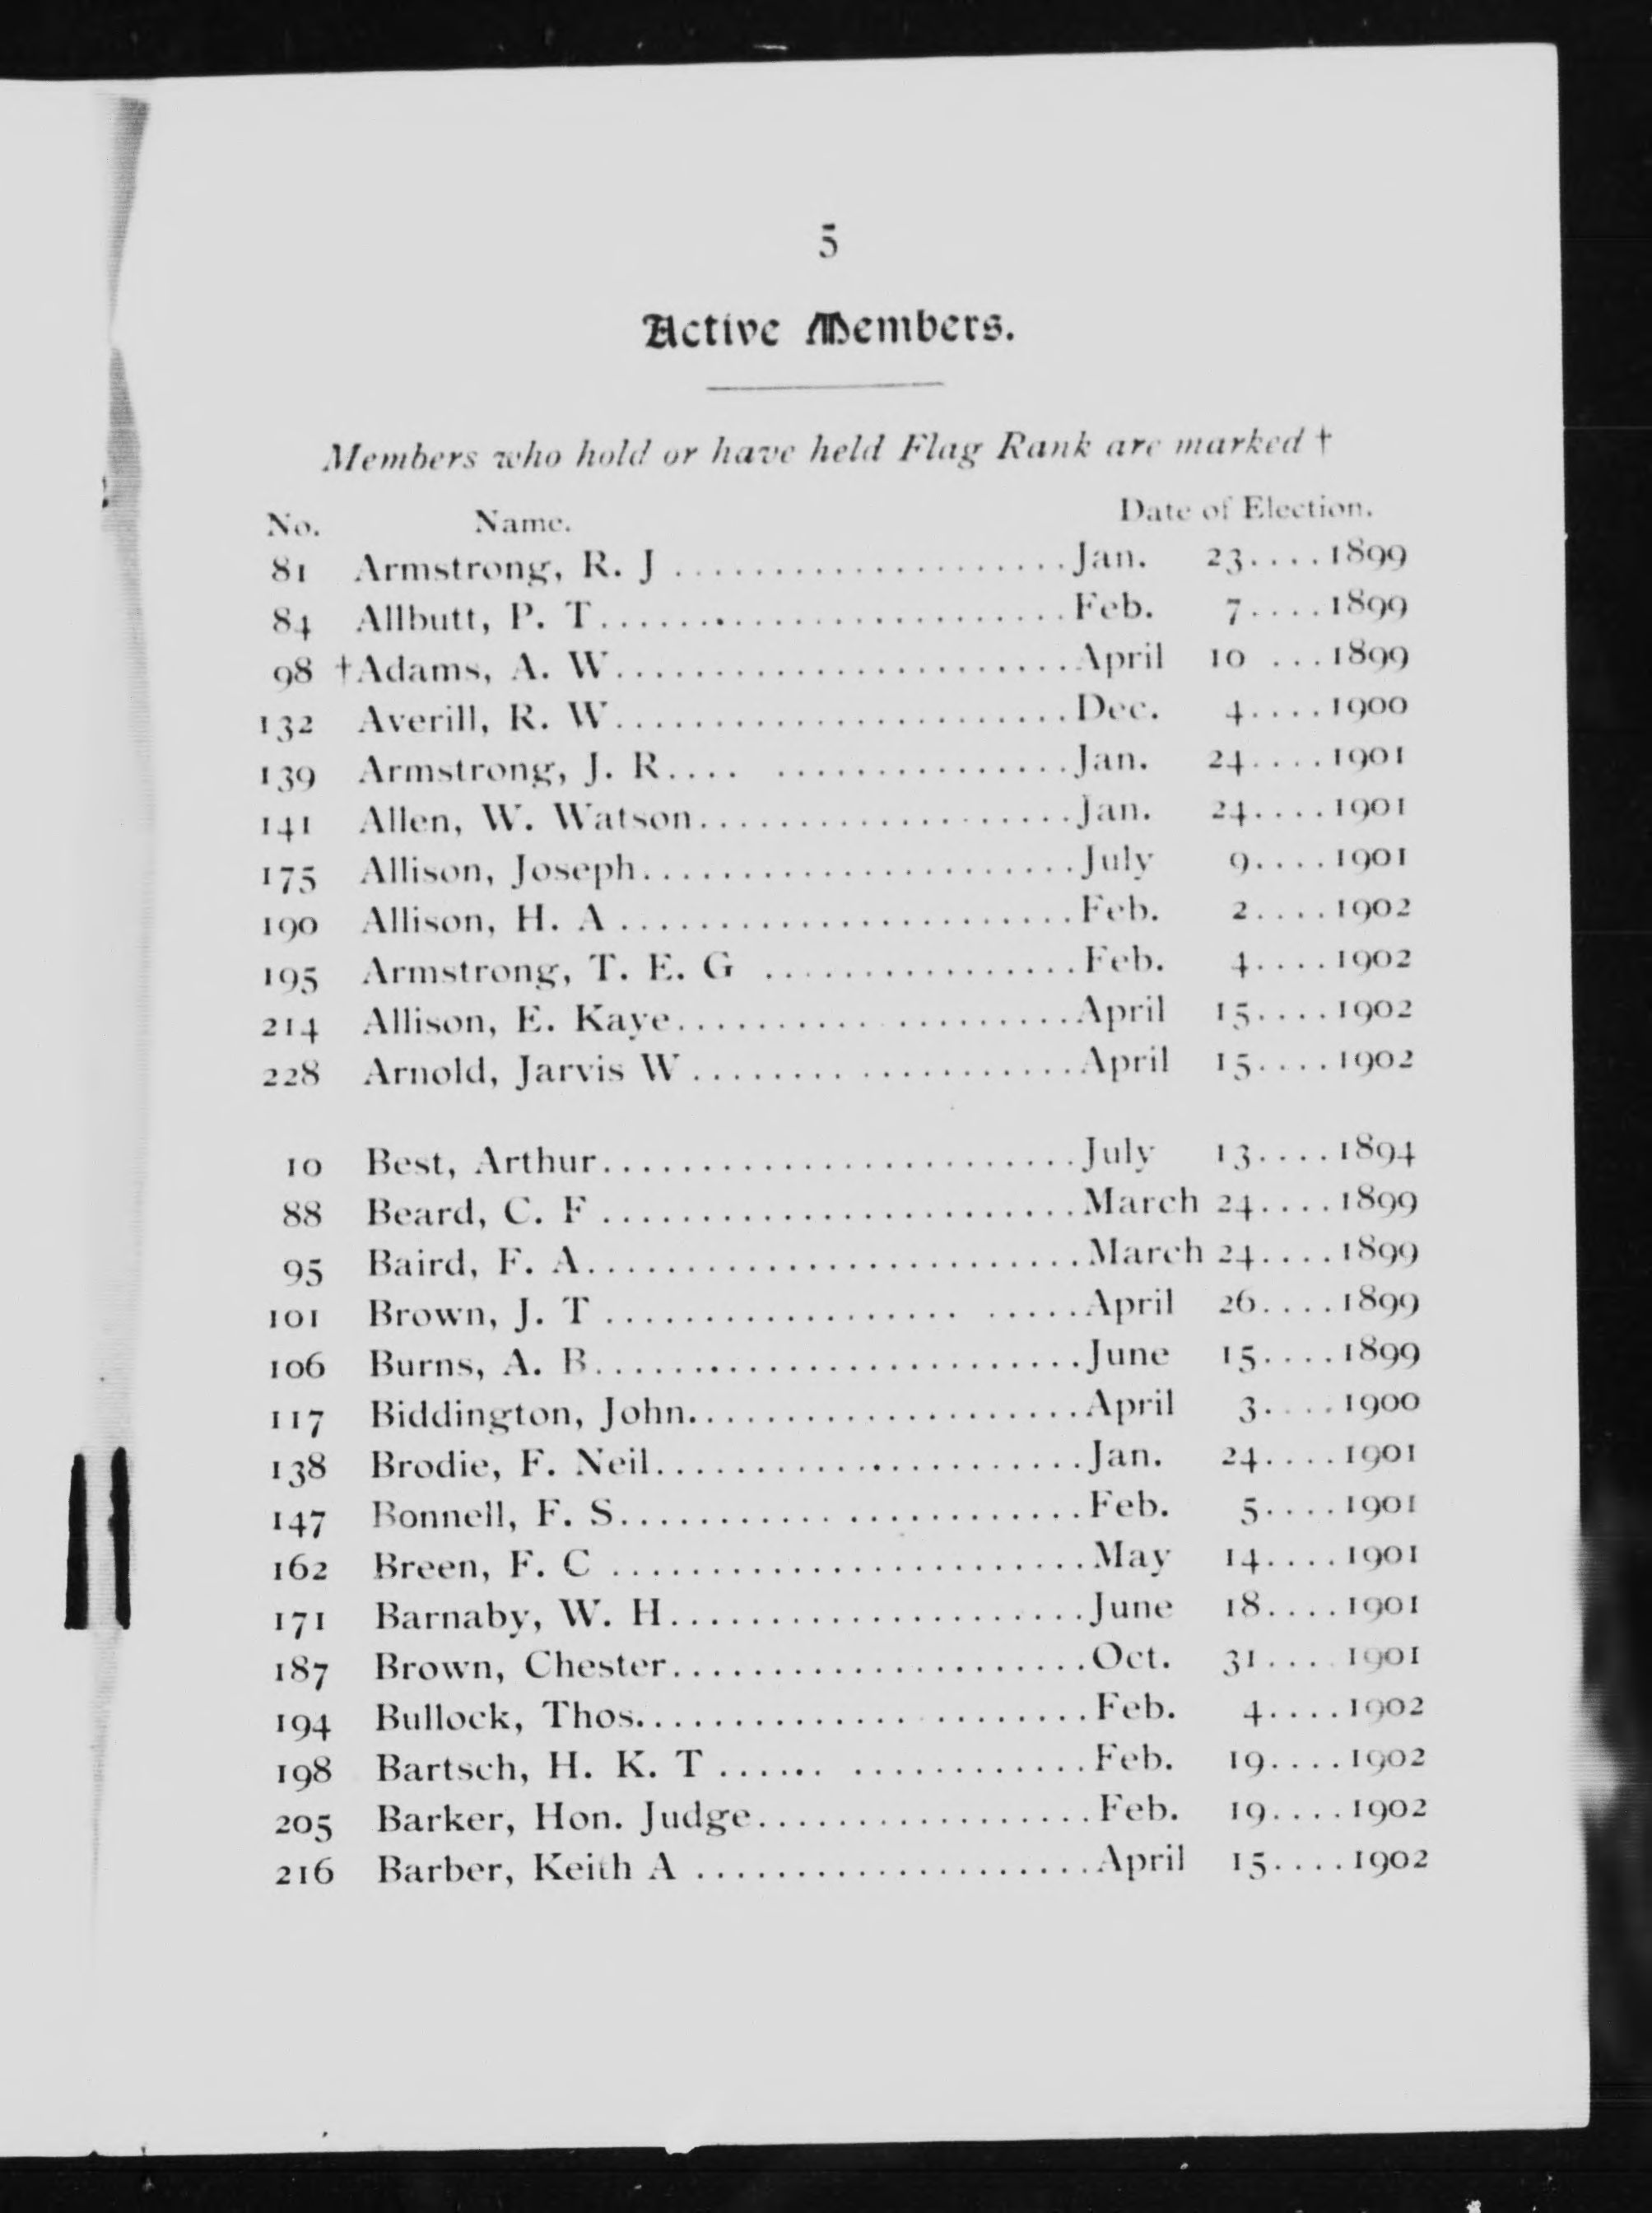 5
Active Members.
Members who hold or have held Flag Rank are marked †
No. Name. Date of Election.
81 Armstrong, R. J ..................... Jan. 23....1899
84 Allbutt, P. T......................... Feb. 7....1899
98 †Adams, A. W......................... April 10 ...1899
132 Averill, R. W......................... Dec. 4....1900
139 Armstrong, J. R.... ................ Jan. 24....1901
141 Allen, W. Watson.................... Jan. 24....1901
175 Allison, Joseph....................... July 9....1901
190 Allison, H. A ........................ Feb. 2....1902
195 Armstrong, T. E. G ................. Feb. 4....1902
214 Allison, E. Kaye..................... April 15....1902
228 Arnold, Jarvis W ..................... April 15....1902
10 Best, Arthur......................... July 13....1894
88 Beard, C. F ......................... March 24....1899
95 Baird, F. A.......................... March 24....1899
101 Brown, J. T ................... ..... April 26....1899
106 Burns, A. B.......................... June 15....1899
117 Biddington, John..................... April 3....1900
138 Brodie, F. Neil....................... Jan. 24....1901
147 Bonnell, F. S......................... Feb. 5....1901
162 Breen, F. C ......................... May 14....1901
171 Barnaby, W. H...................... June 18....1901
187 Brown, Chester...................... Oct. 31....1901
194 Bullock, Thos........................ Feb. 4....1902
198 Bartsch, H. K. T ...... ............. Feb. 19....1902
205 Barker, Hon. Judge.................. Feb. 19....1902
216 Barber, Keith A ..................... April 15....1902